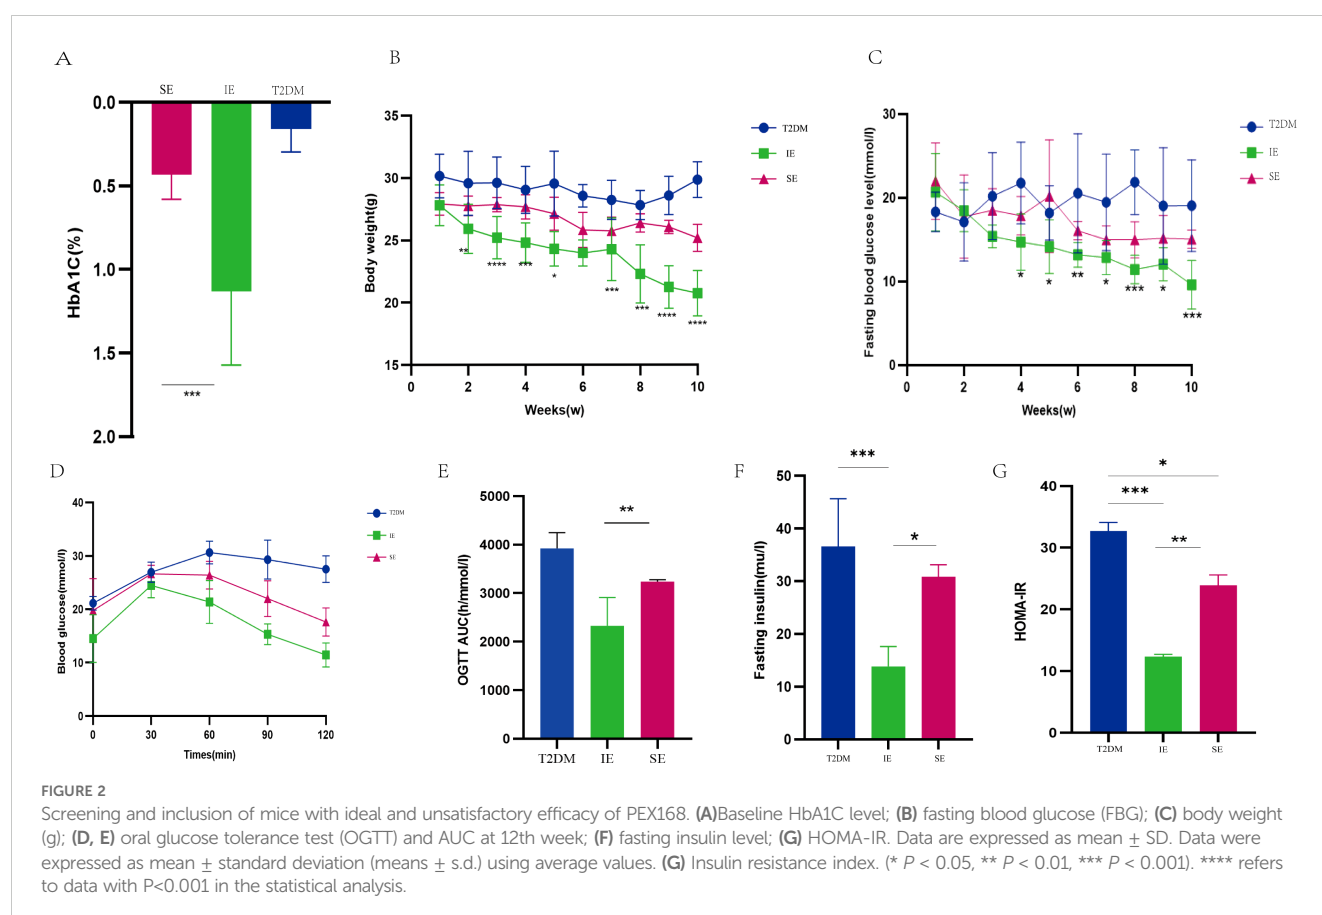 A
SE
IE
T2DM
0.0
0.5
1.0
1.5
2.0
HbA1C(%)
***
B
35
30
25
20
15
Body weight(g)
0
2
4
6
8
10
Weeks(w)
T2DM
IE
SE
**
****
***
*
***
***
****
****
C
30
20
10
0
Fasting blood glucose level(mmol/l)
0
2
4
6
8
10
Weeks(w)
T2DM
IE
SE
*
*
**
*
***
*
***
D
40
30
20
10
0
Blood glucose(mmol/l)
0
30
60
90
120
Times(min)
T2DM
IE
SE
E
5000
4000
3000
2000
1000
0
OGTT AUC(h/mmol/l)
**
T2DM
IE
SE
F
50
40
30
20
10
0
Fasting insulin(mu/l)
***
*
T2DM
IE
SE
G
40
30
20
10
0
HOMA-IR
*
***
**
T2DM
IE
SE
FIGURE 2
Screening and inclusion of mice with ideal and unsatisfactory efficacy of PEX168. (A)Baseline HbA1C level; (B) fasting blood glucose (FBG); (C) body weight
(g); (D, E) oral glucose tolerance test (OGTT) and AUC at 12th week; (F) fasting insulin level; (G) HOMA-IR. Data are expressed as mean ± SD. Data were
expressed as mean ± standard deviation (means ± s.d.) using average values. (G) Insulin resistance index. (* P < 0.05, ** P < 0.01, *** P < 0.001). **** refers
to data with P<0.001 in the statistical analysis.